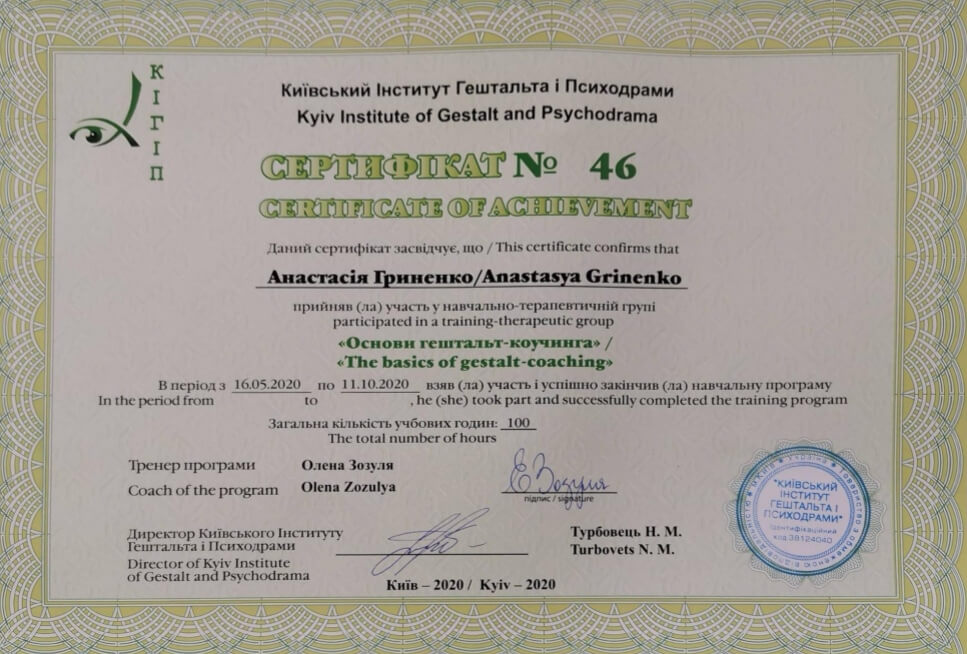 КІГІП
Київський Інститут Гештальта і Психодрами
Kyiv Institute of Gestalt and Psychodrama
СЕРТИФІКАТ № 46
CERTIFICATE OF ACHIEVEMENT
Даний сертифікат засвідчує, що / This certificate confirms that
Анастасія Гриненко/Anastasya Grinenko
прийняв (ла) участь у навчально-терапевтичній групі
participated in a training-therapeutic group
«Основи гештальт-коучинга» /
«The basics of gestalt-coaching»
В період з 16.05.2020 по 11.10.2020 взяв (ла) участь і успішно закінчив (ла) навчальну програму
In the period from to , he (she) took part and successfully completed the training program
Загальна кількість учбових годин: 100
The total number of hours
Тренер програми Олена Зозуля
Coach of the program Olena Zozulya
ЕЗозуля
підпис / signature
Директор Київського Інституту
Гештальта і Психодрами
Турбовець Н. М.
Turbovets N. M.
Director of Kyiv Institute
of Gestalt and Psychodrama
Київ – 2020 / Kyiv – 2020
Україна * Товариство з обмеженою відповідальністю * м.Київ *
"КИЇВСЬКИЙ
ІНСТИТУТ
ГЕШТАЛЬТА І
ПСИХОДРАМИ"
Ідентифікаційний
код 38124040